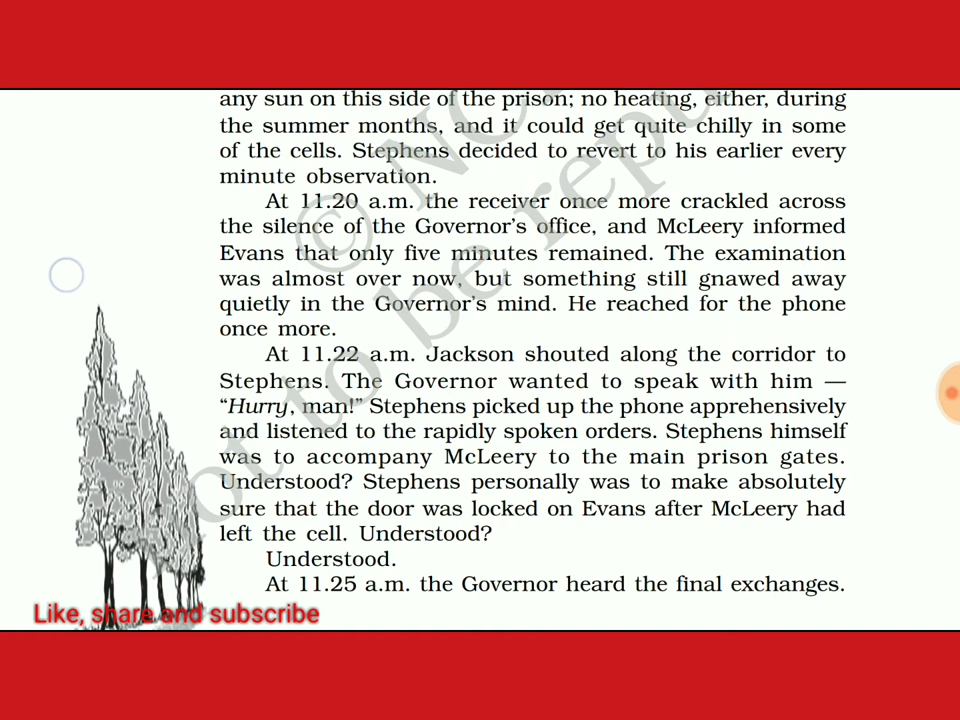 any sun on this side of the prison; no heating, either, during
the summer months, and it could get quite chilly in some
of the cells. Stephens decided to revert to his earlier every
minute observation.
At 11.20 a.m. the receiver once more crackled across
the silence of the Governor's office, and McLeery informed
Evans that only five minutes remained. The examination
was almost over now, but something still gnawed away
quietly in the Governor's mind. He reached for the phone
once more.
At 11.22 a.m. Jackson shouted along the corridor to
Stephens. The Governor wanted to speak with him —
“Hurry, man!” Stephens picked up the phone apprehensively
and listened to the rapidly spoken orders. Stephens himself
was to accompany McLeery to the main prison gates.
Understood? Stephens personally was to make absolutely
sure that the door was locked on Evans after McLeery had
left the cell. Understood?
Understood.
At 11.25 a.m. the Governor heard the final exchanges.
Like, share and subscribe
© NC
not to be rep